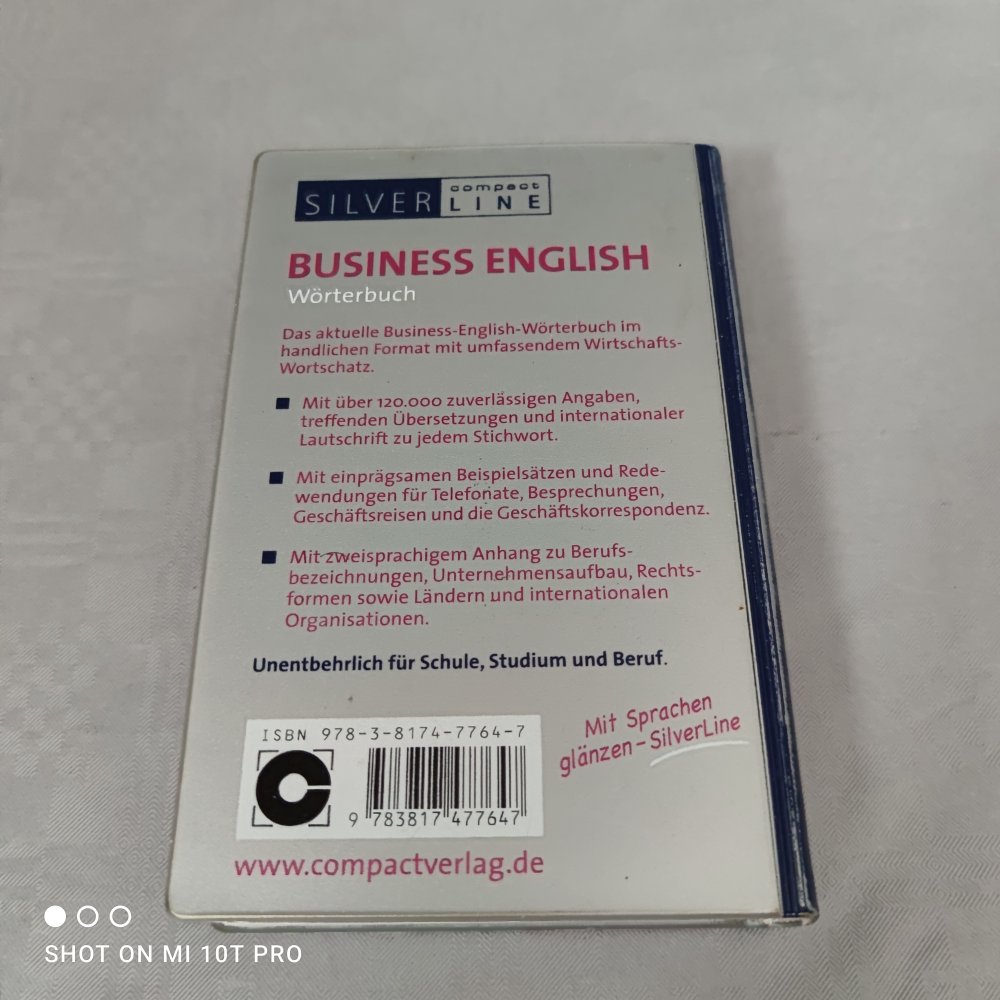 SILVER compact LINE
BUSINESS ENGLISH
Wörterbuch
Das aktuelle Business-English-Wörterbuch im
handlichen Format mit umfassendem Wirtschafts-
Wortschatz.
Mit über 120.000 zuverlässigen Angaben,
treffenden Übersetzungen und internationaler
Lautschrift zu jedem Stichwort.
Mit einprägsamen Beispielsätzen und Rede-
wendungen für Telefonate, Besprechungen,
Geschäftsreisen und die Geschäftskorrespondenz.
Mit zweisprachigem Anhang zu Berufs-
bezeichnungen, Unternehmensaufbau, Rechts-
formen sowie Ländern und internationalen
Organisationen.
Unentbehrlich für Schule, Studium und Beruf.
Mit Sprachen
glänzen – SilverLine
ISBN 978-3-8174-7764-7
9 783817 477647
www.compactverlag.de
SHOT ON MI 10T PRO